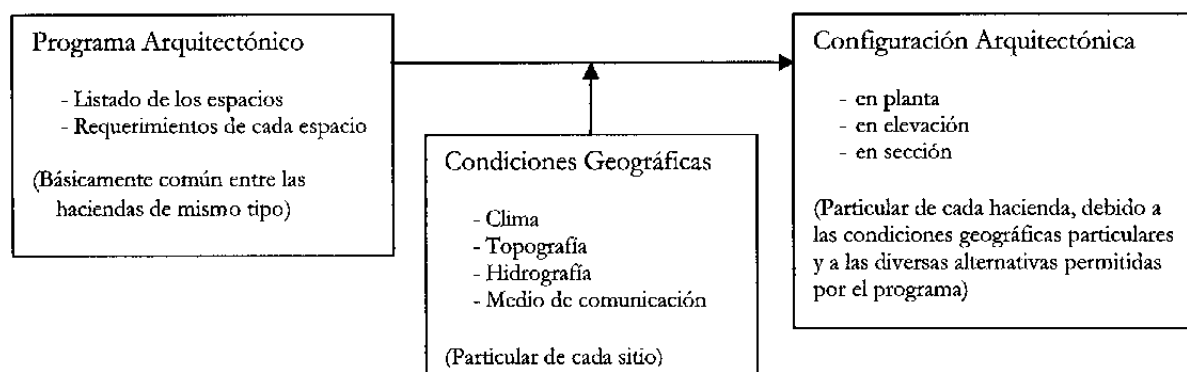 Programa Arquitectónico
- Listado de los espacios
- Requerimientos de cada espacio
(Básicamente común entre las
haciendas de mismo tipo)
Condiciones Geográficas
- Clima
- Topografía
- Hidrografía
- Medio de comunicación
(Particular de cada sitio)
Configuración Arquitectónica
- en planta
- en elevación
- en sección
(Particular de cada hacienda, debido a
las condiciones geográficas particulares
y a las diversas alternativas permitidas
por el programa)